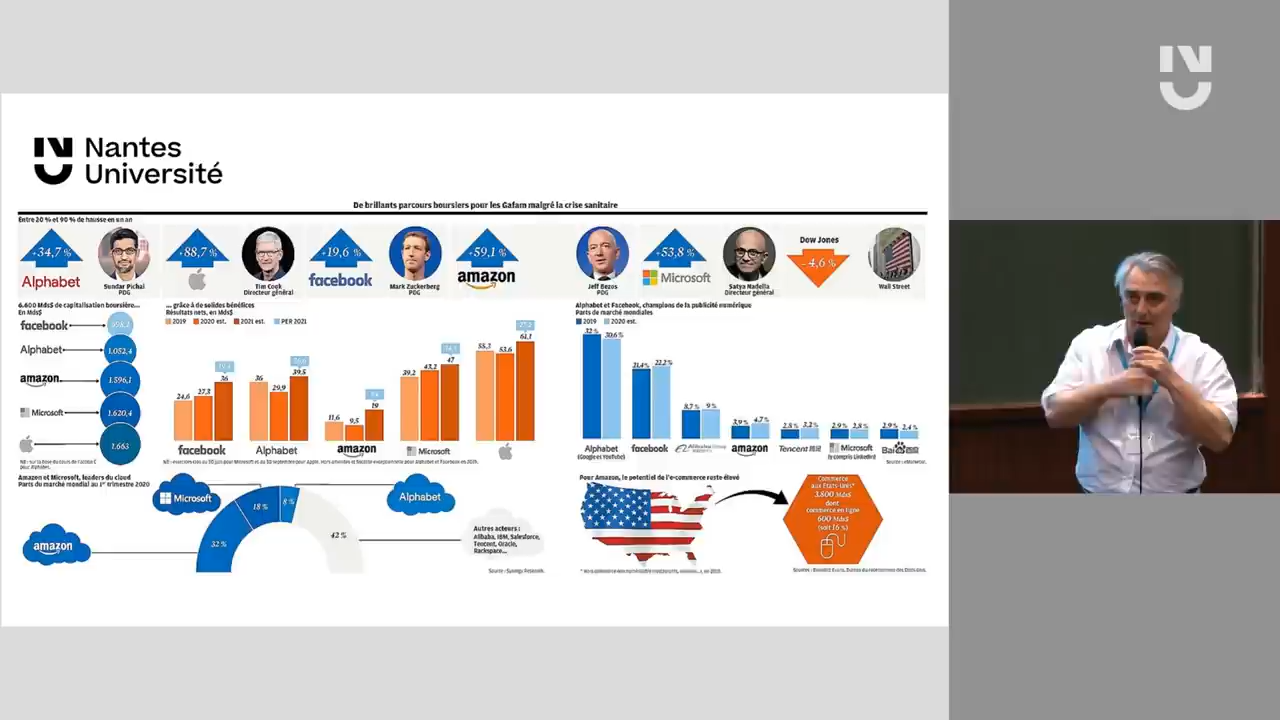 Nantes
Université
De brillants parcours boursiers pour les Gafam malgré la crise sanitaire
Entre 20 % et 90 % de hausse en un an
+34,7 %
Alphabet
Sundar Pichai
PDG
+88,7 %
Tim Cook
Directeur général
+19,6 %
facebook
Mark Zuckerberg
PDG
+59,1 %
amazon
Jeff Bezos
PDG
+53,8 %
Microsoft
Satya Nadella
Directeur général
Dow Jones
-4,6 %
Wall Street
6.600 Mds$ de capitalisation boursière...
En Mds$
facebook
Alphabet
1.052,4
amazon
1.596,1
Microsoft
1.620,4
1.663
... grâce à de solides bénéfices
Résultats nets, en Mds$
2019
2020 est.
2021 est.
PER 2021
24,6
27,3
36
facebook
36
29,9
39,5
Alphabet
11,6
9,5
19
amazon
39,2
43,2
47
Microsoft
55,3
53,6
61,1
Alphabet et Facebook, champions de la publicité numérique
Parts de marché mondiales
2019
2020 est.
32 %
30,6 %
Alphabet
(Google et YouTube)
21,4 %
22,2 %
facebook
8,7 %
9 %
Alibaba Group
3,9 %
4,7 %
amazon
2,8 %
3,2 %
Tencent
2,9 %
3,8 %
Microsoft
(y compris LinkedIn)
2,9 %
2,4 %
Baidu
Amazon et Microsoft, leaders du cloud
Parts du marché mondial au 1er trimestre 2020
amazon
32 %
Microsoft
18 %
8 %
Alphabet
42 %
Autres acteurs :
Alibaba, IBM, Salesforce,
Tencent, Oracle,
Rackspace...
Source : Synergy Research.
Pour Amazon, le potentiel de l'e-commerce reste élevé
Commerce
aux États-Unis*
3.800 Mds$
dont
commerce en ligne
600 Mds$
(soit 16 %)